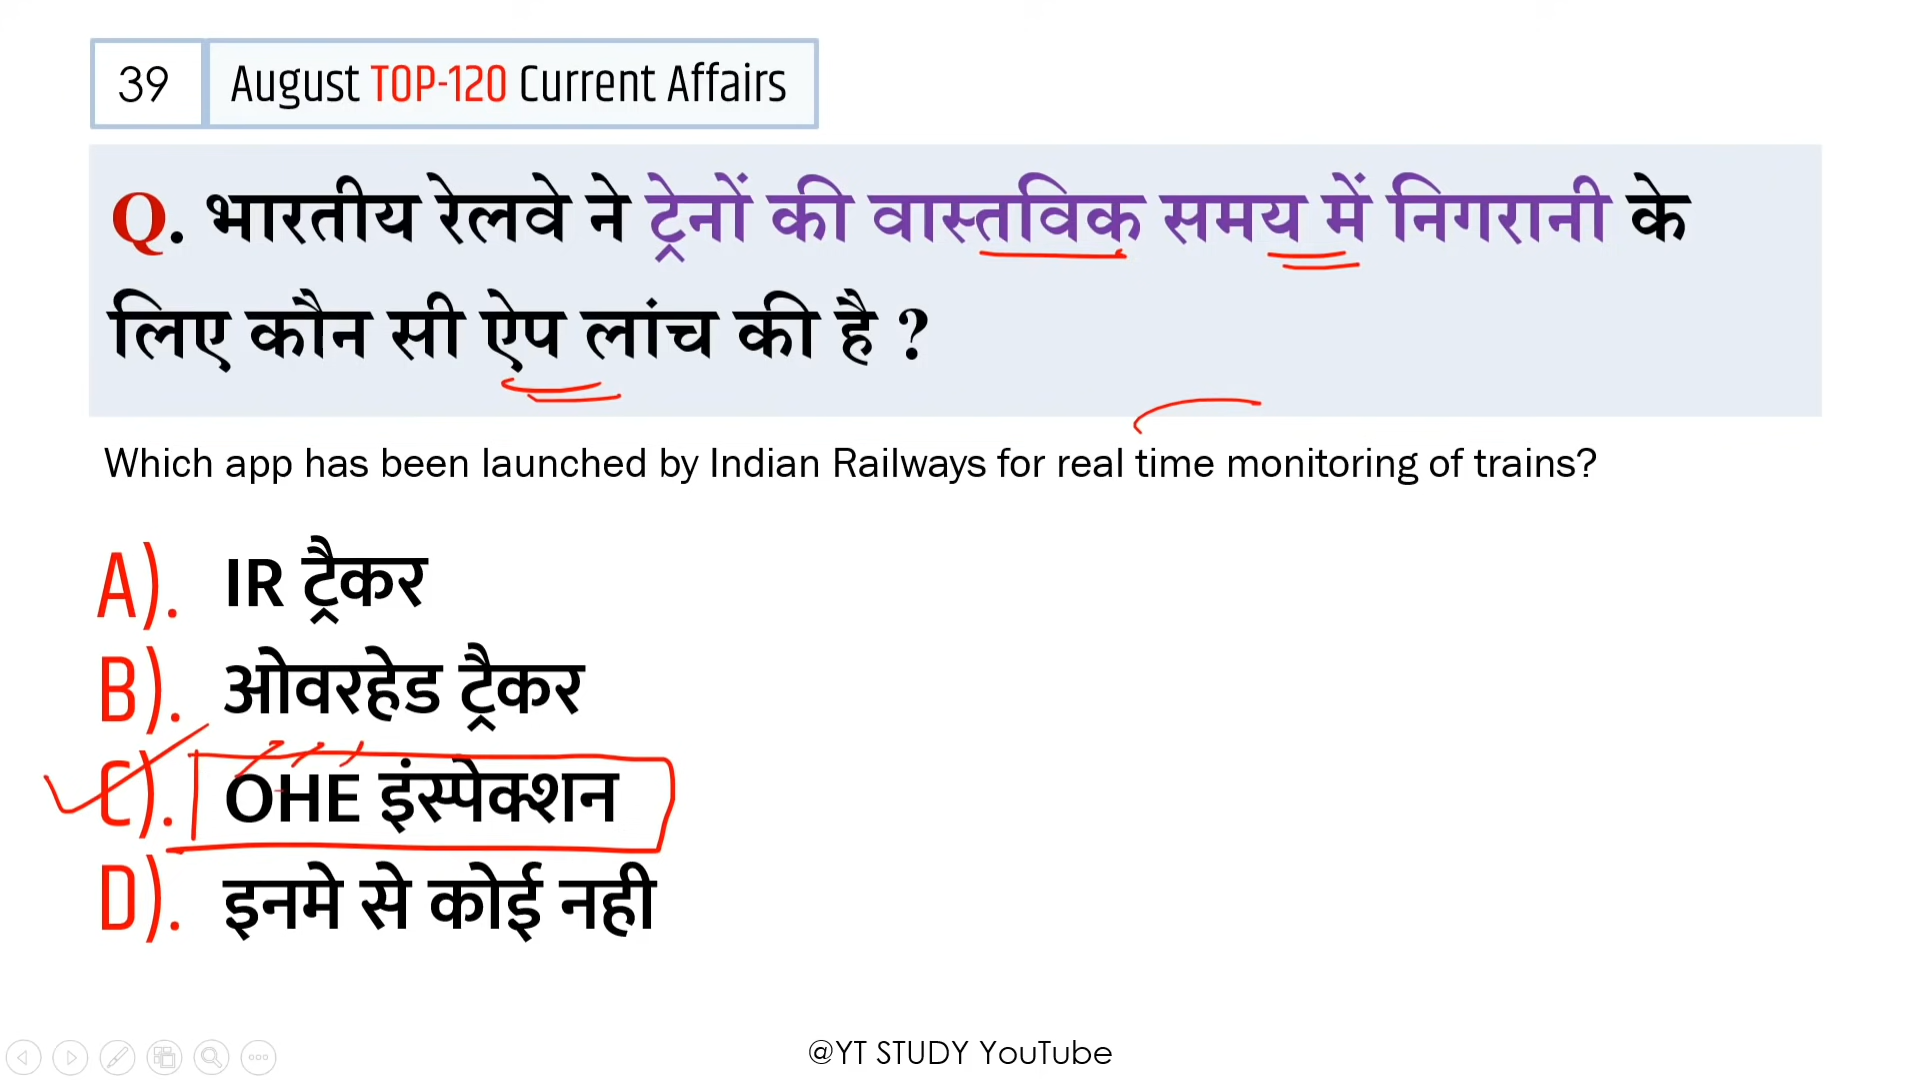 39 August TOP-120 Current Affairs
Q. भारतीय रेलवे ने ट्रेनों की वास्तविक समय में निगरानी के
लिए कौन सी ऐप लांच की है ?
Which app has been launched by Indian Railways for real time monitoring of trains?
A). IR ट्रैकर
B). ओवरहेड ट्रैकर
C). OHE इंस्पेक्शन
D). इनमे से कोई नही
@YT STUDY YouTube